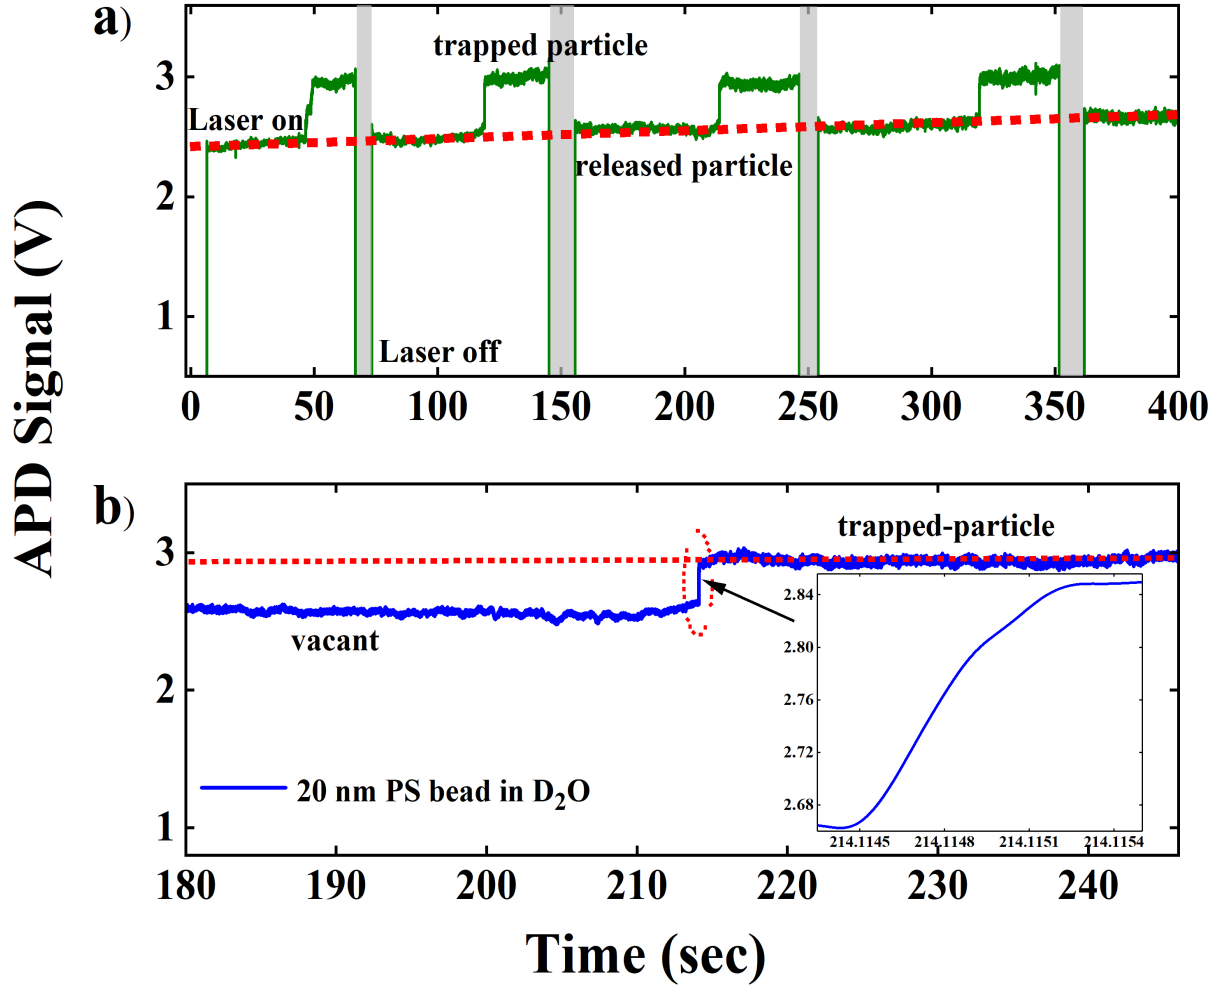 a)
3
2
1
trapped particle
Laser on
released particle
Laser off
0 50 100 150 200 250 300 350 400
APD Signal (V)
b)
3
2
1
trapped-particle
vacant
20 nm PS bead in D₂O
2.84
2.80
2.76
2.72
2.68
214.1145 214.1148 214.1151 214.1154
180 190 200 210 220 230 240
Time (sec)